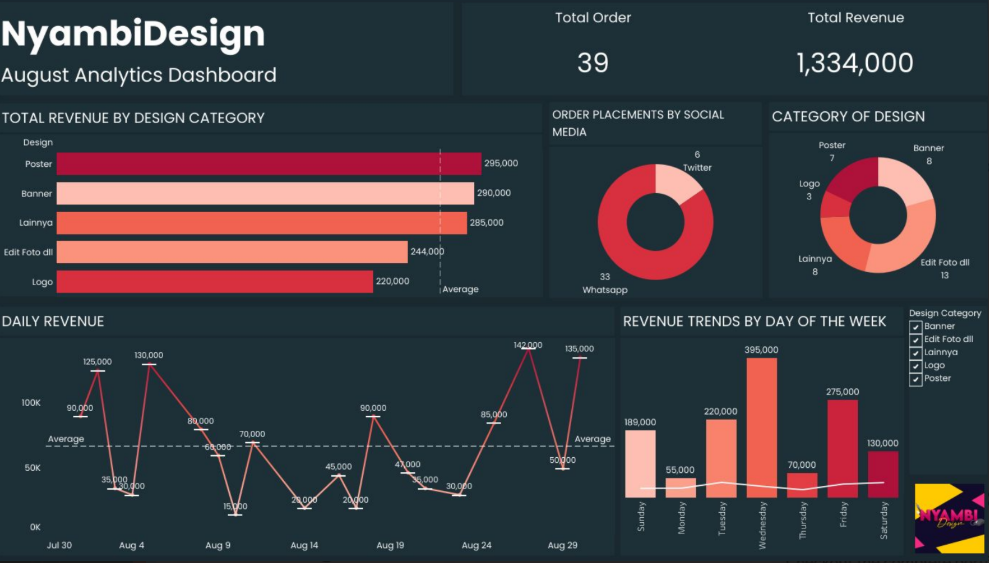 NyambiDesign
August Analytics Dashboard
Total Order
39
Total Revenue
1,334,000
TOTAL REVENUE BY DESIGN CATEGORY
Design
Poster
295,000
Banner
290,000
Lainnya
285,000
Edit Foto dll
244,000
Logo
220,000
Average
ORDER PLACEMENTS BY SOCIAL
MEDIA
6
Twitter
33
Whatsapp
CATEGORY OF DESIGN
Poster
7
Banner
8
Logo
3
Lainnya
8
Edit Foto dll
13
DAILY REVENUE
100K
50K
0K
Average
Average
90,000
125,000
35,000
30,000
130,000
80,000
60,000
15,000
70,000
20,000
45,000
20,000
90,000
47,000
35,000
30,000
85,000
142,000
50,000
135,000
Jul 30
Aug 4
Aug 9
Aug 14
Aug 19
Aug 24
Aug 29
REVENUE TRENDS BY DAY OF THE WEEK
189,000
55,000
220,000
395,000
70,000
275,000
130,000
Sunday
Monday
Tuesday
Wednesday
Thursday
Friday
Saturday
Design Category
Banner
Edit Foto dll
Lainnya
Logo
Poster
NYAMBI
Design